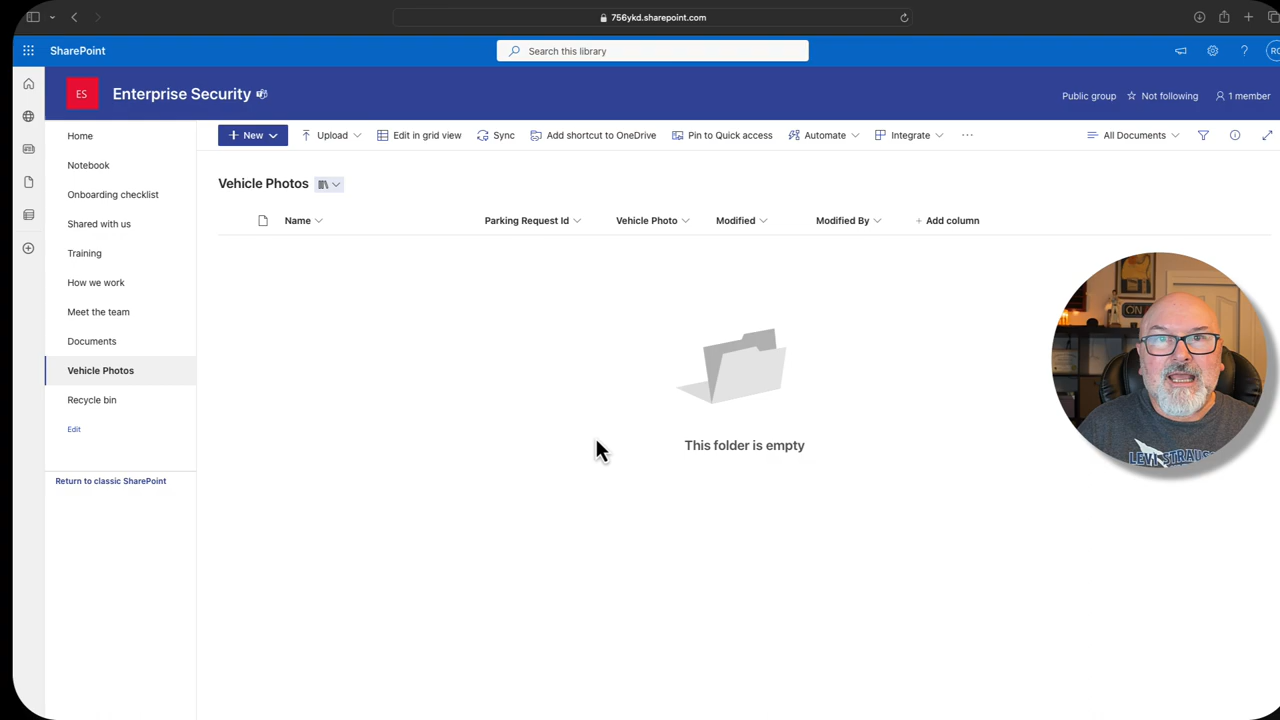 756ykd.sharepoint.com
SharePoint
Search this library
?
RC
ES
Enterprise Security
Public group
Not following
1 member
New
Upload
Edit in grid view
Sync
Add shortcut to OneDrive
Pin to Quick access
Automate
Integrate
...
All Documents
Home
Notebook
Onboarding checklist
Shared with us
Training
How we work
Meet the team
Documents
Vehicle Photos
Recycle bin
Edit
Return to classic SharePoint
Vehicle Photos
Name
Parking Request Id
Vehicle Photo
Modified
Modified By
+ Add column
This folder is empty
ON
LEVI STRAUSS